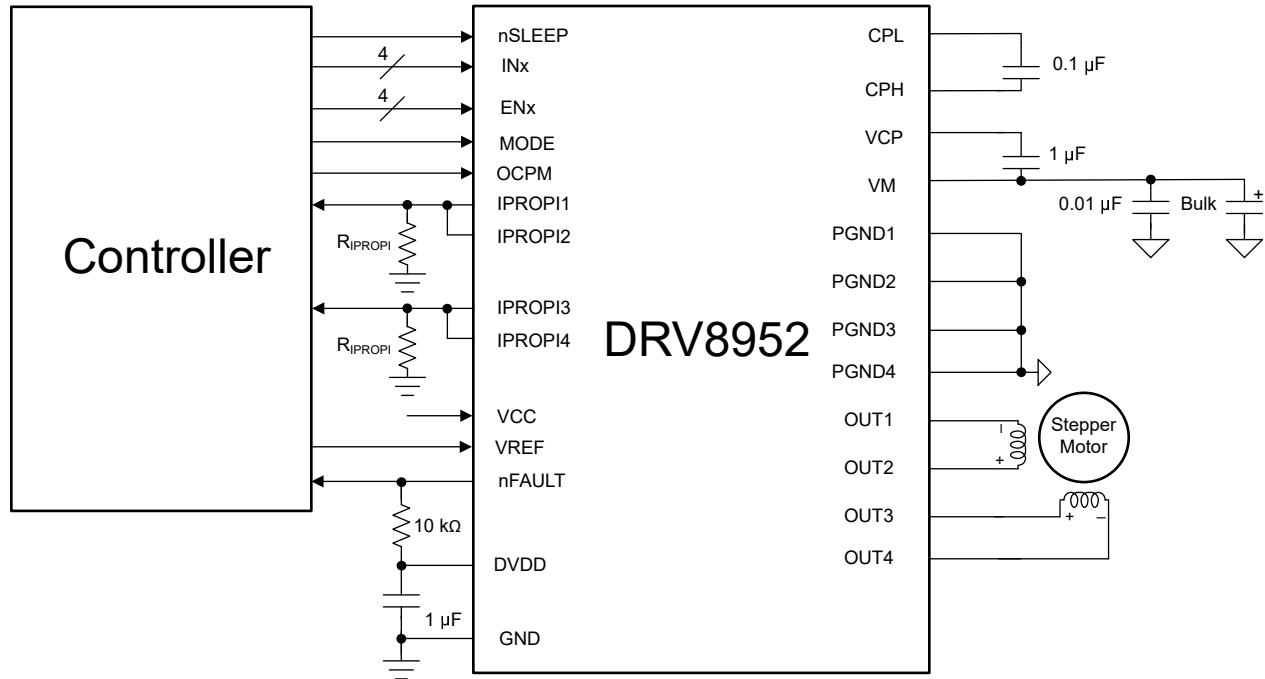 Controller
nSLEEP
4
INx
4
ENx
MODE
OCPM
IPROPI1
IPROPI2
RIPROPI
IPROPI3
IPROPI4
RIPROPI
VCC
VREF
nFAULT
10 kΩ
DVDD
1 µF
GND
DRV8952
CPL
0.1 µF
CPH
VCP
1 µF
VM
0.01 µF
Bulk
+
PGND1
PGND2
PGND3
PGND4
OUT1
–
+
OUT2
Stepper
Motor
OUT3
+ –
OUT4